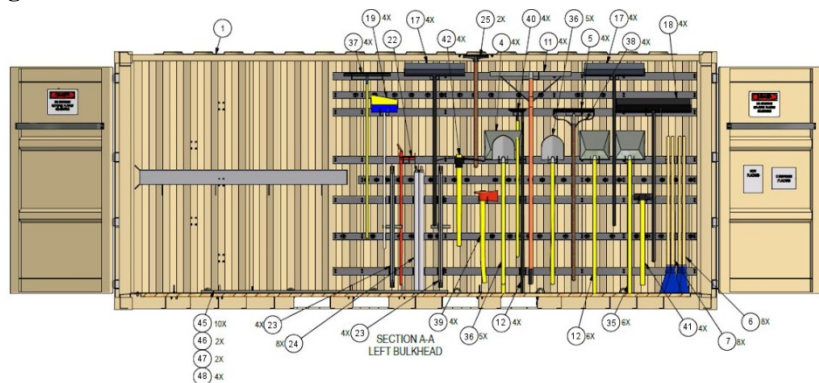 1
37 4X
19 4X
22
17 4X
42 4X
25 2X
4 4X
40 4X
11 4X
36 5X
5 4X
38 4X
17 4X
18 4X
4X 23
8X 24
4X 23
45 10X
46 2X
47 2X
48 4X
SECTION A-A
LEFT BULKHEAD
39 4X
36 5X
12 4X
12 6X
35 6X
41 4X
7 8X
6 8X